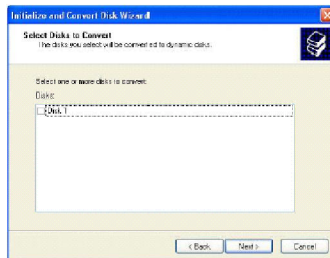 Initialize and Convert Disk Wizard
Select Disks to Convert
The disks you select will be converted to dynamic disks.
Select one or more disks to convert.
Disks:
Disk 1
< Back
Next >
Cancel